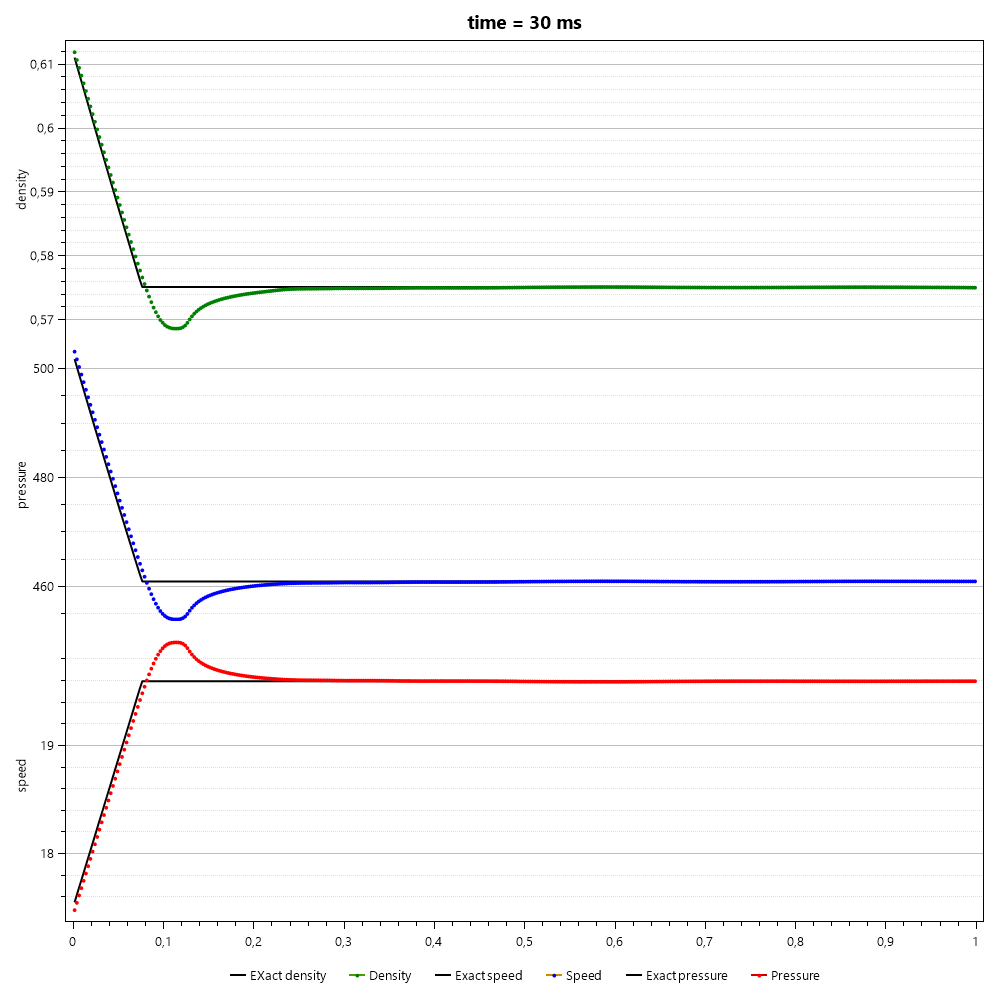 time = 30 ms
0,61
0,6
0,59
0,58
0,57
density
500
480
460
pressure
19
18
speed
0 0,1 0,2 0,3 0,4 0,5 0,6 0,7 0,8 0,9 1
EXact density Density Exact speed Speed Exact pressure Pressure